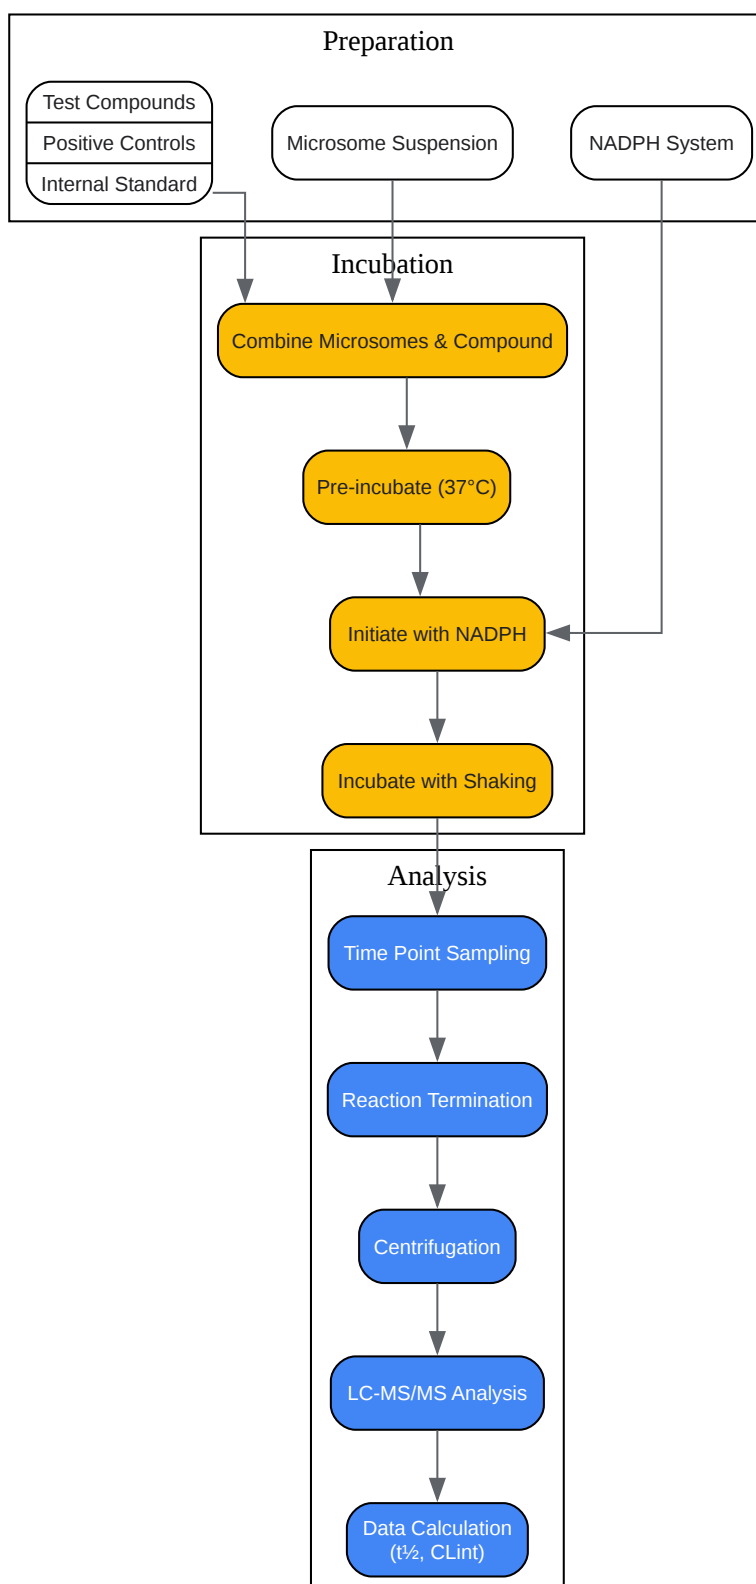 Preparation
Test Compounds
Positive Controls
Internal Standard
Microsome Suspension
NADPH System
Incubation
Combine Microsomes & Compound
Pre-incubate (37°C)
Initiate with NADPH
Incubate with Shaking
Analysis
Time Point Sampling
Reaction Termination
Centrifugation
LC-MS/MS Analysis
Data Calculation
(t½, CLint)